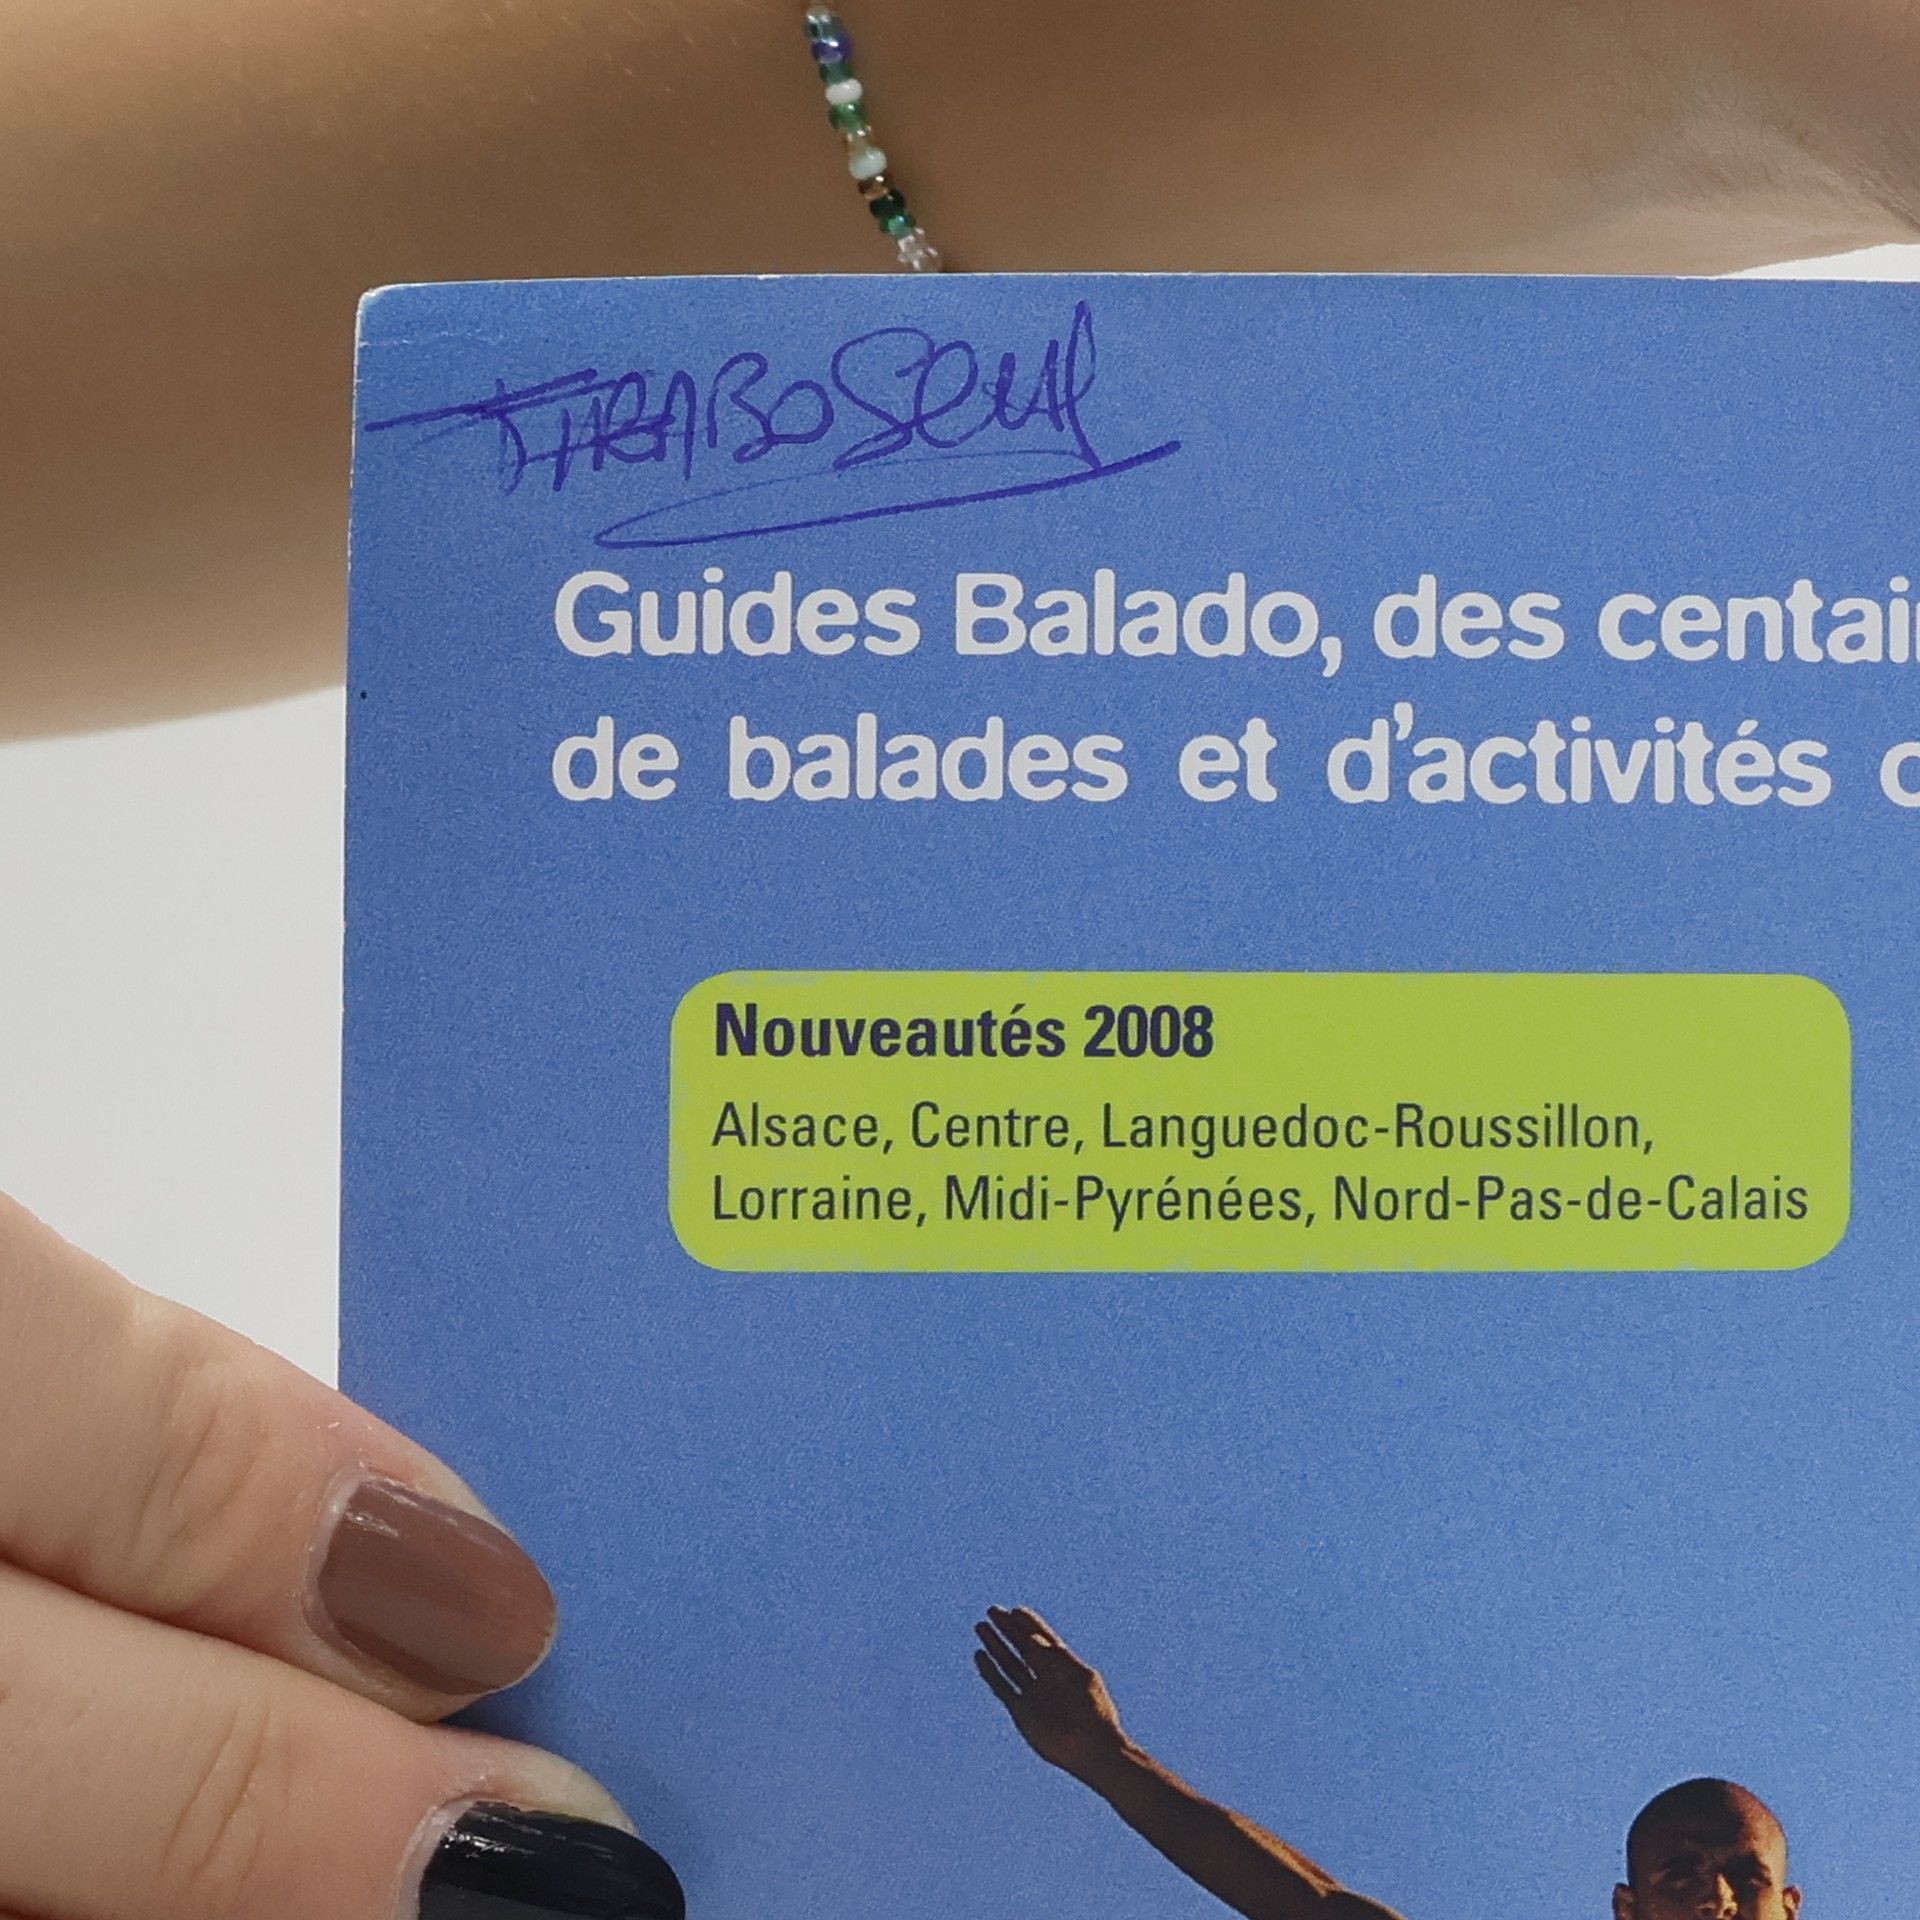 Guides Balado, des
de balades et d'activités
Nouveautés 2008
Alsace, Centre, Languedoc-Roussillon,
Lorraine, Midi-Pyrénées, Nord-Pas-de-Calais